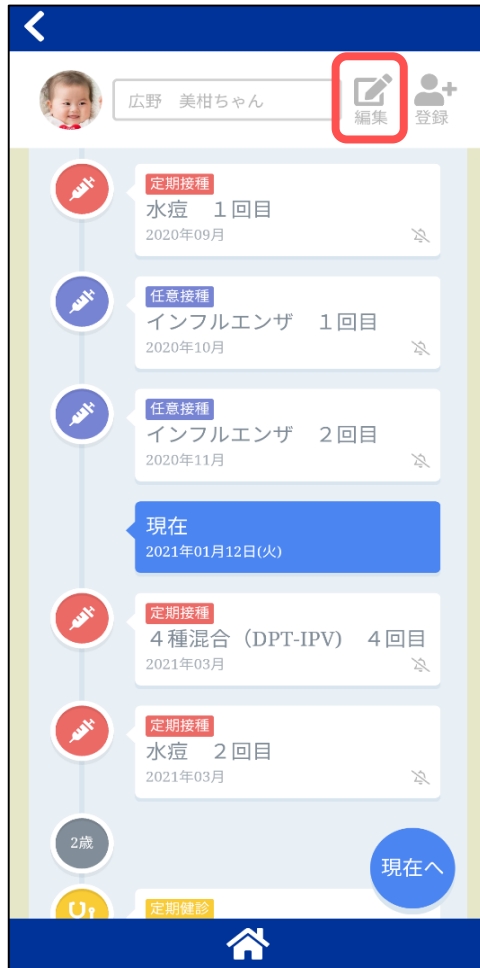 広野　美柑ちゃん
編集
登録
定期接種
水痘　１回目
2020年09月
任意接種
インフルエンザ　１回目
2020年10月
任意接種
インフルエンザ　２回目
2020年11月
現在
2021年01月12日(火)
定期接種
４種混合（DPT-IPV）　４回目
2021年03月
定期接種
水痘　２回目
2021年03月
2歳
現在へ
定期健診